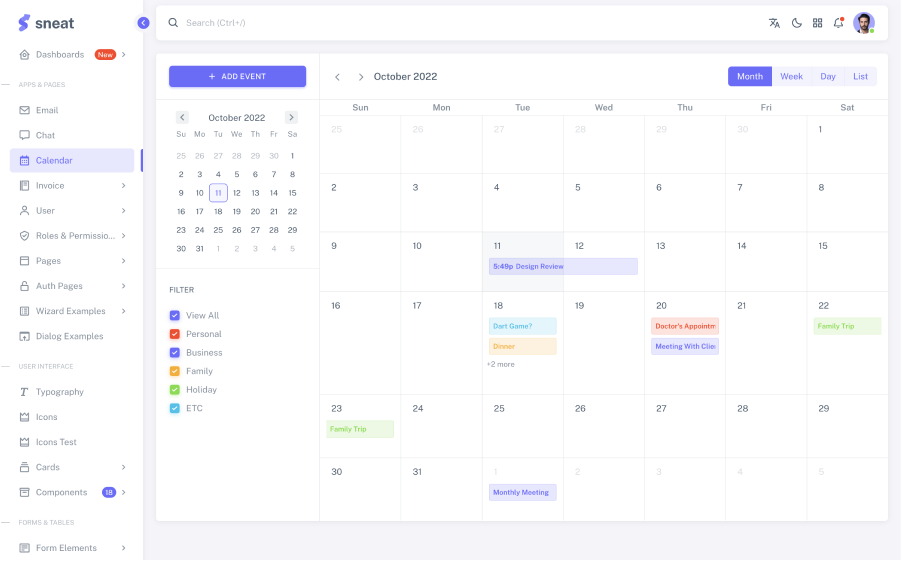 sneat
Dashboards New
APPS & PAGES
Email
Chat
Calendar
Invoice
User
Roles & Permissio...
Pages
Auth Pages
Wizard Examples
Dialog Examples
USER INTERFACE
Typography
Icons
Icons Test
Cards
Components 18
FORMS & TABLES
Form Elements
Search (Ctrl+/)
+ ADD EVENT
October 2022
Su Mo Tu We Th Fr Sa
25 26 27 28 29 30 1
2 3 4 5 6 7 8
9 10 11 12 13 14 15
16 17 18 19 20 21 22
23 24 25 26 27 28 29
30 31 1 2 3 4 5
FILTER
View All
Personal
Business
Family
Holiday
ETC
October 2022
Month Week Day List
Sun Mon Tue Wed Thu Fri Sat
25 26 27 28 29 30 1
2 3 4 5 6 7 8
9 10 11 12 13 14 15
5:49p Design Review
16 17 18 19 20 21 22
Dart Game? Doctor's Appointm Family Trip
Dinner Meeting With Clie
+2 more
23 24 25 26 27 28 29
Family Trip
30 31 1 2 3 4 5
Monthly Meeting